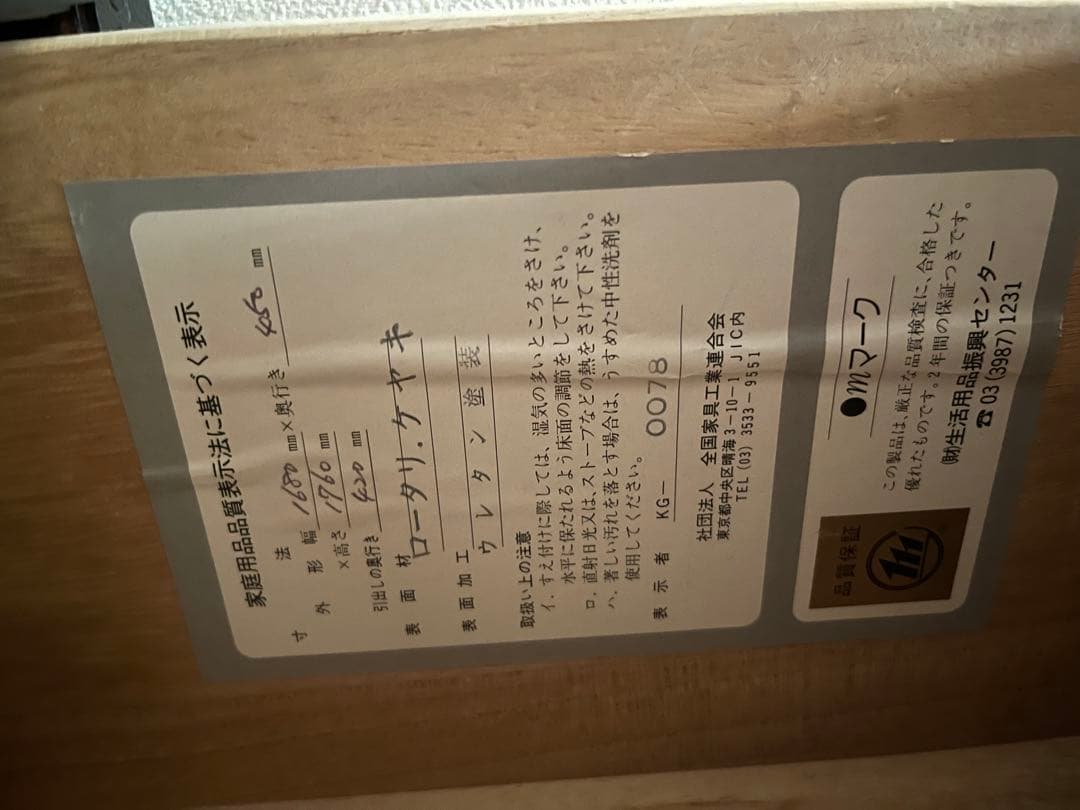 家庭用品品質表示法に基づく表示
寸法
外形幅 1680 mm×奥行き 450 mm
×高さ 1760 mm
引出しの奥行き 420 mm
表面材 ロータリ.ケヤキ
表面加工 ウレタン塗装
取扱い上の注意
イ、すえ付けに際しては、湿気の多いところをさけ、
水平に保たれるよう床面の調節をして下さい。
ロ、直射日光又は、ストーブなどの熱をさけて下さい。
ハ、著しい汚れを落とす場合は、うすめた中性洗剤を
使用してください。
表示者 KG- 0078
社団法人 全国家具工業連合会
東京都中央区晴海3-10-1 JIC内
TEL (03) 3533-9551
●mマーク
この製品は、厳正な品質検査に、合格した
優れたものです。2年間の保証つきです。
(財)生活用品振興センター
☎ 03 (3987) 1231
品質保証